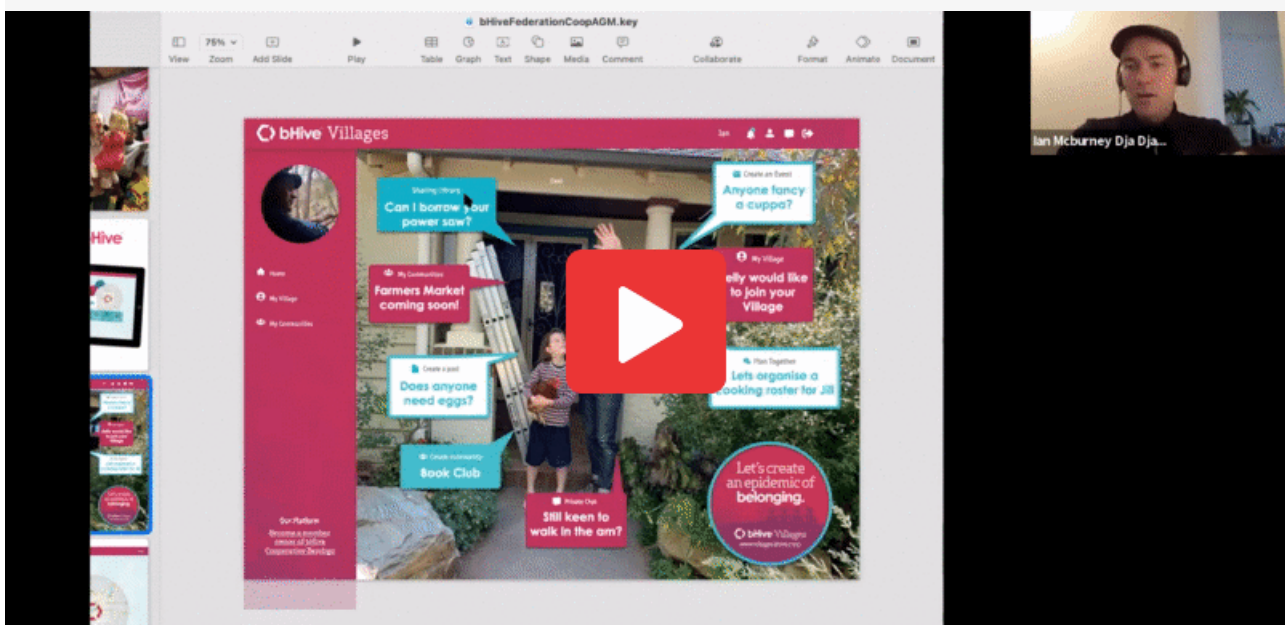 bHiveFederationCoopAGM.key
75%
View
Zoom
Add Slide
Play
Table
Graph
Text
Shape
Media
Comment
Collaborate
Format
Animate
Document
Ian Mcburney Dja Dja...
Hive
bHive Villages
Ian
Home
My Village
My Communities
Our Platform
Become a member
owner of bHive
Cooperative Bendigo
Sharing Library
Can I borrow your
power saw?
My Communities
Farmers Market
coming soon!
Create a post
Does anyone
need eggs?
Create community
Book Club
Private Chat
Still keen to
walk in the am?
Create an Event
Anyone fancy
a cuppa?
My Village
elly would like
to join your
Village
Plan Together
Lets organise a
cooking roster for Jill
Let's create
an epidemic of
belonging.
bHive Villages